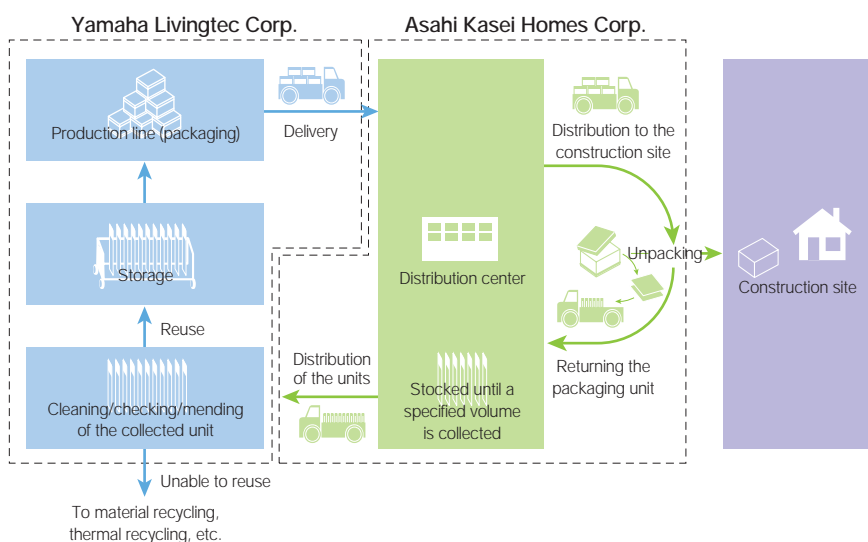 Yamaha Livingtec Corp.
Asahi Kasei Homes Corp.
Production line (packaging)
Delivery
Distribution to the
construction site
Storage
Distribution center
Unpacking
Construction site
Reuse
Cleaning/checking/mending
of the collected unit
Distribution
of the units
Stocked until a
specified volume
is collected
Returning the
packaging unit
Unable to reuse
To material recycling,
thermal recycling, etc.